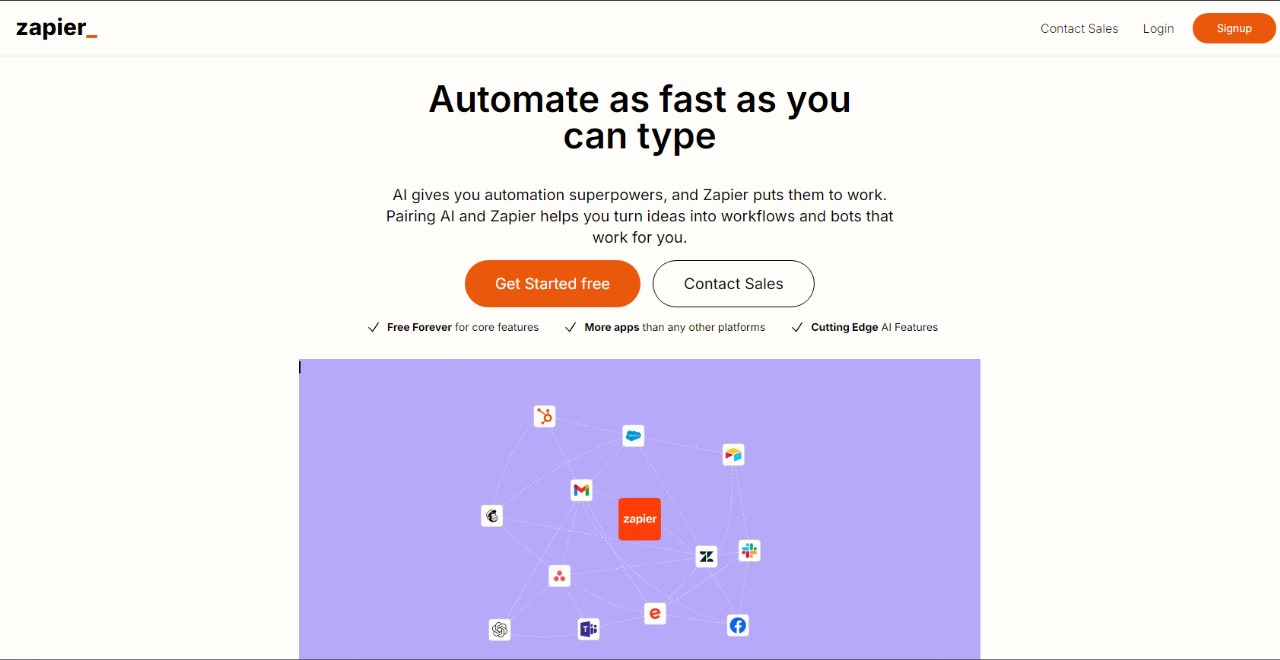 zapier_
Contact Sales Login Signup
Automate as fast as you
can type
AI gives you automation superpowers, and Zapier puts them to work.
Pairing AI and Zapier helps you turn ideas into workflows and bots that
work for you.
Get Started free Contact Sales
Free Forever for core features More apps than any other platforms Cutting Edge AI Features
zapier